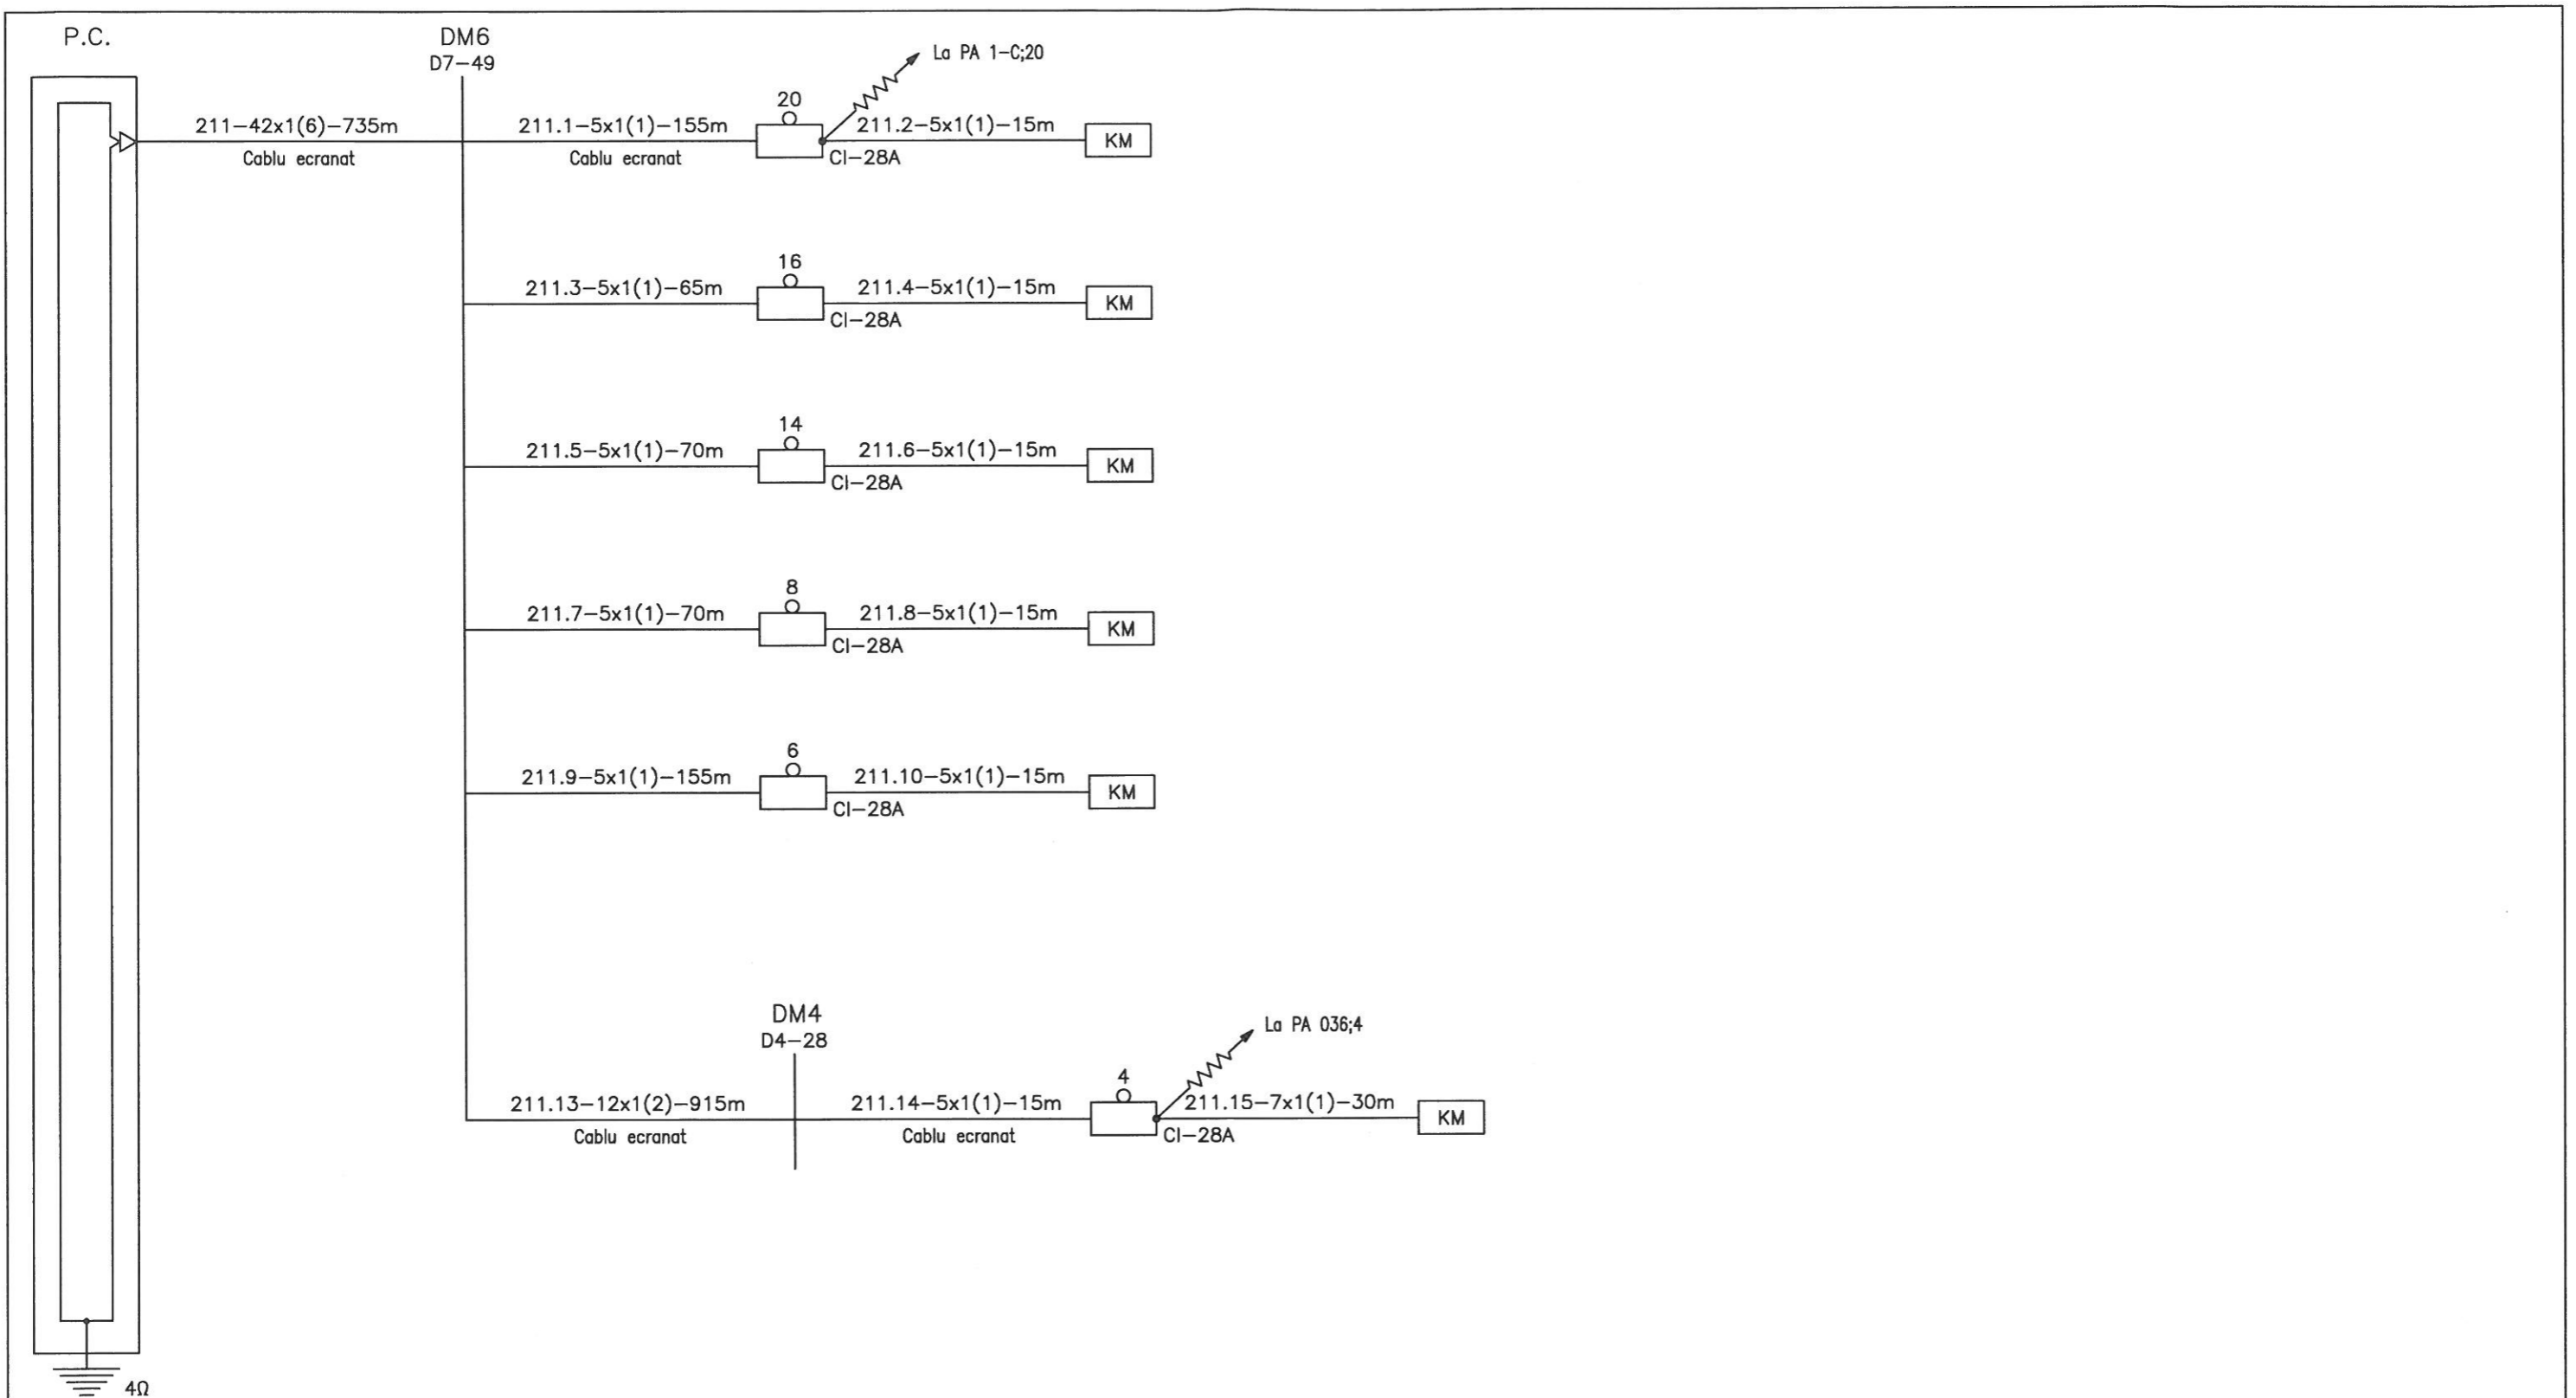 P.C.
DM6
D7-49
La PA 1-C;20
211-42x1(6)-735m
Cablu ecranat
211.1-5x1(1)-155m
Cablu ecranat
20
CI-28A
211.2-5x1(1)-15m
KM
211.3-5x1(1)-65m
16
CI-28A
211.4-5x1(1)-15m
KM
211.5-5x1(1)-70m
14
CI-28A
211.6-5x1(1)-15m
KM
211.7-5x1(1)-70m
8
CI-28A
211.8-5x1(1)-15m
KM
211.9-5x1(1)-155m
6
CI-28A
211.10-5x1(1)-15m
KM
DM4
D4-28
La PA 036;4
211.13-12x1(2)-915m
Cablu ecranat
211.14-5x1(1)-15m
Cablu ecranat
4
CI-28A
211.15-7x1(1)-30m
KM
4Ω